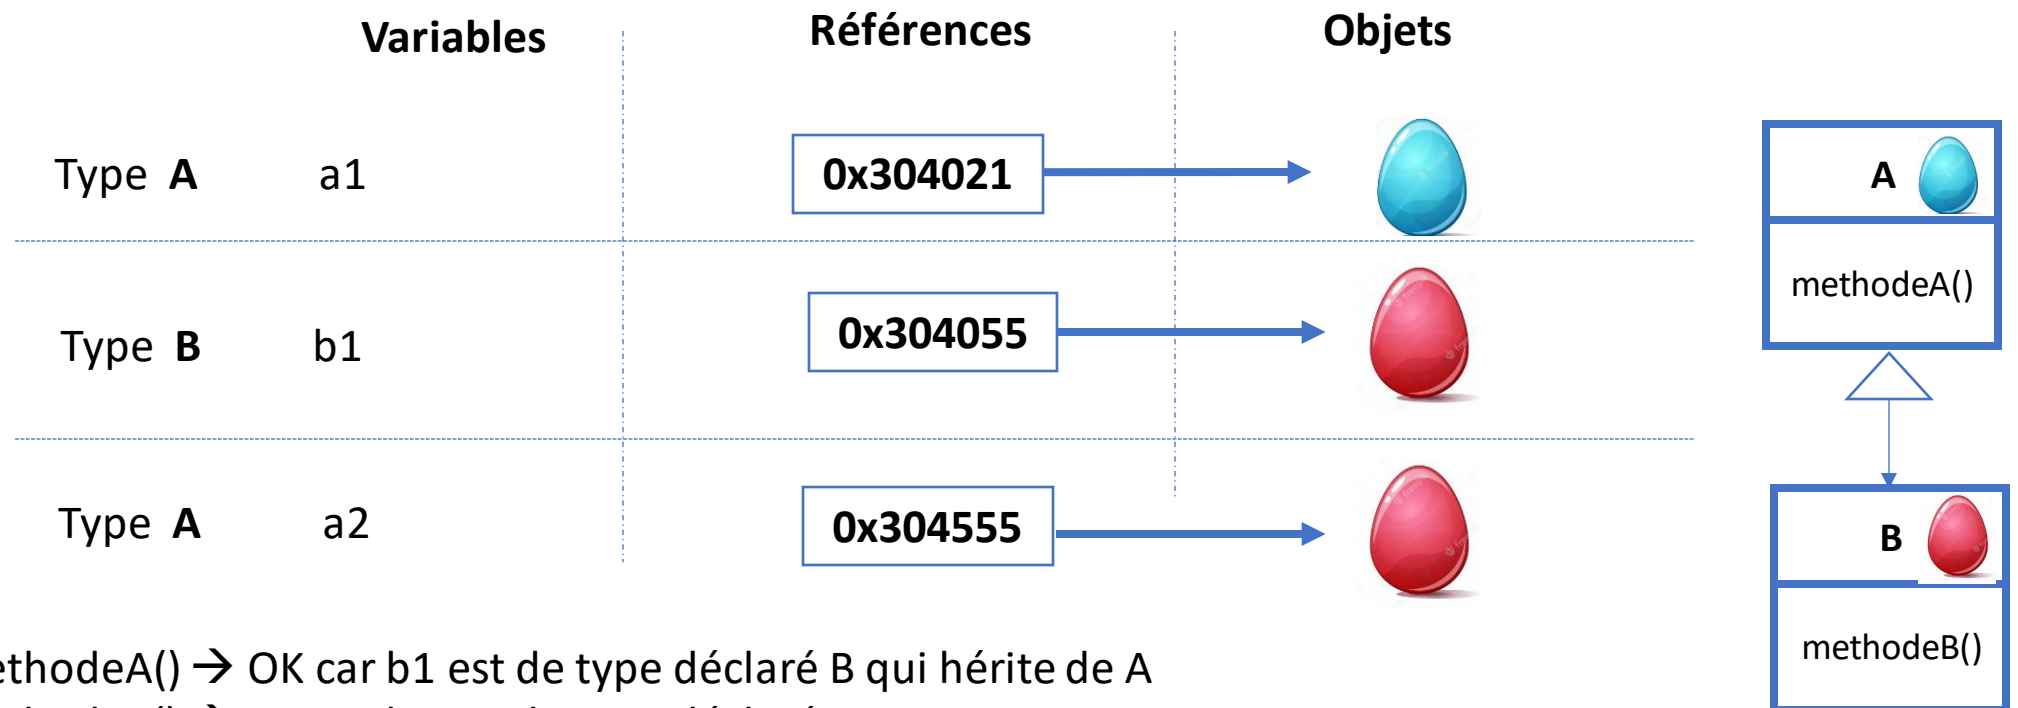 Variables Références Objets
Type A a1 0x304021
A
methodeA()
Type B b1 0x304055
Type A a2 0x304555
B
methodeB()
ethodeA() → OK car b1 est de type déclaré B qui hérite de A